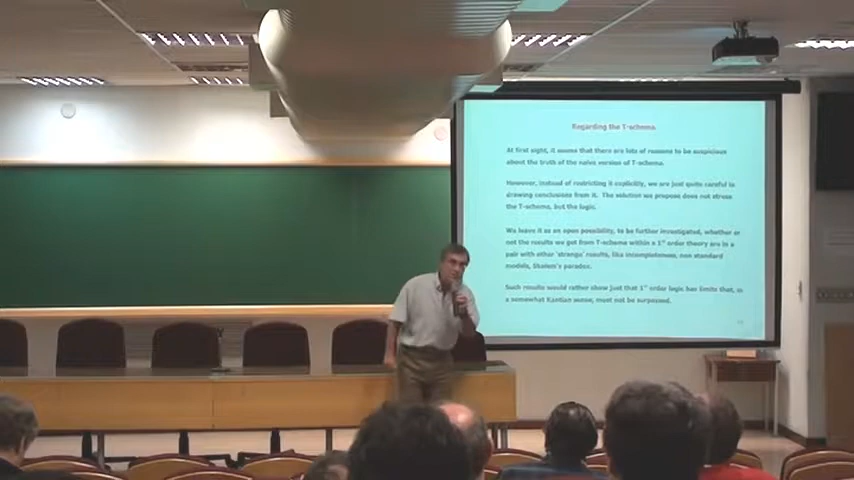 Regarding the T-schema
At first sight, it seems that there are lots of reasons to be suspicious
about the truth of the naive version of T-schema.
However, instead of restricting it explicitly, we are just quite careful in
drawing conclusions from it. The solution we propose does not stress
the T-schema, but the logic.
We leave it as an open possibility, to be further investigated, whether or
not the results we get from T-schema within a 1st order theory are in a
pair with other 'strange' results, like incompleteness, non standard
models, Skolem's paradox.
Such results would rather show just that 1st order logic has limits that, in
a somewhat Kantian sense, must not be surpassed.